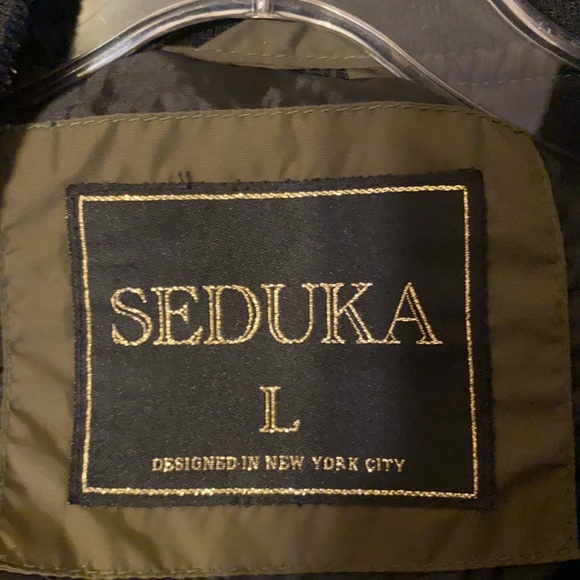 SEDUKA
L
DESIGNED IN NEW YORK CITY